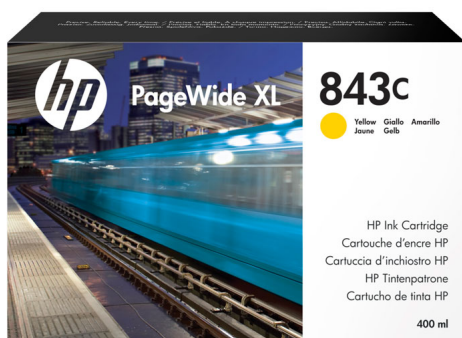 hp
PageWide XL
843C
Yellow Giallo Amarillo
Jaune Gelb
HP Ink Cartridge
Cartouche d'encre HP
Cartuccia d'inchiostro HP
HP Tintenpatrone
Cartucho de tinta HP
400 ml